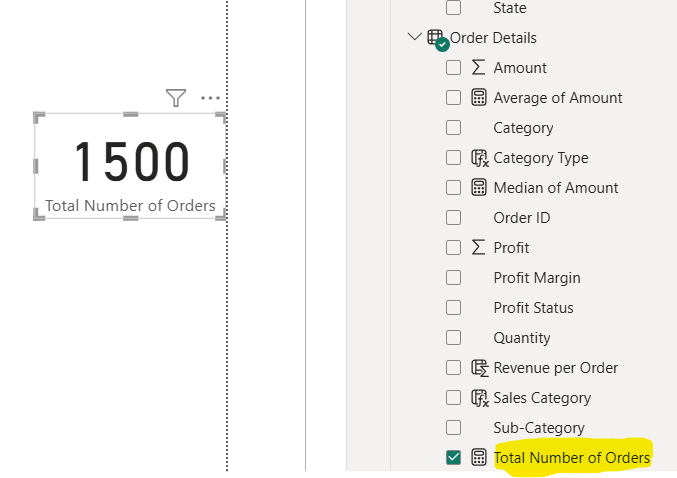 State
Order Details
Amount
Average of Amount
Category
Category Type
Median of Amount
Order ID
Profit
Profit Margin
Profit Status
Quantity
Revenue per Order
Sales Category
Sub-Category
Total Number of Orders
1500
Total Number of Orders